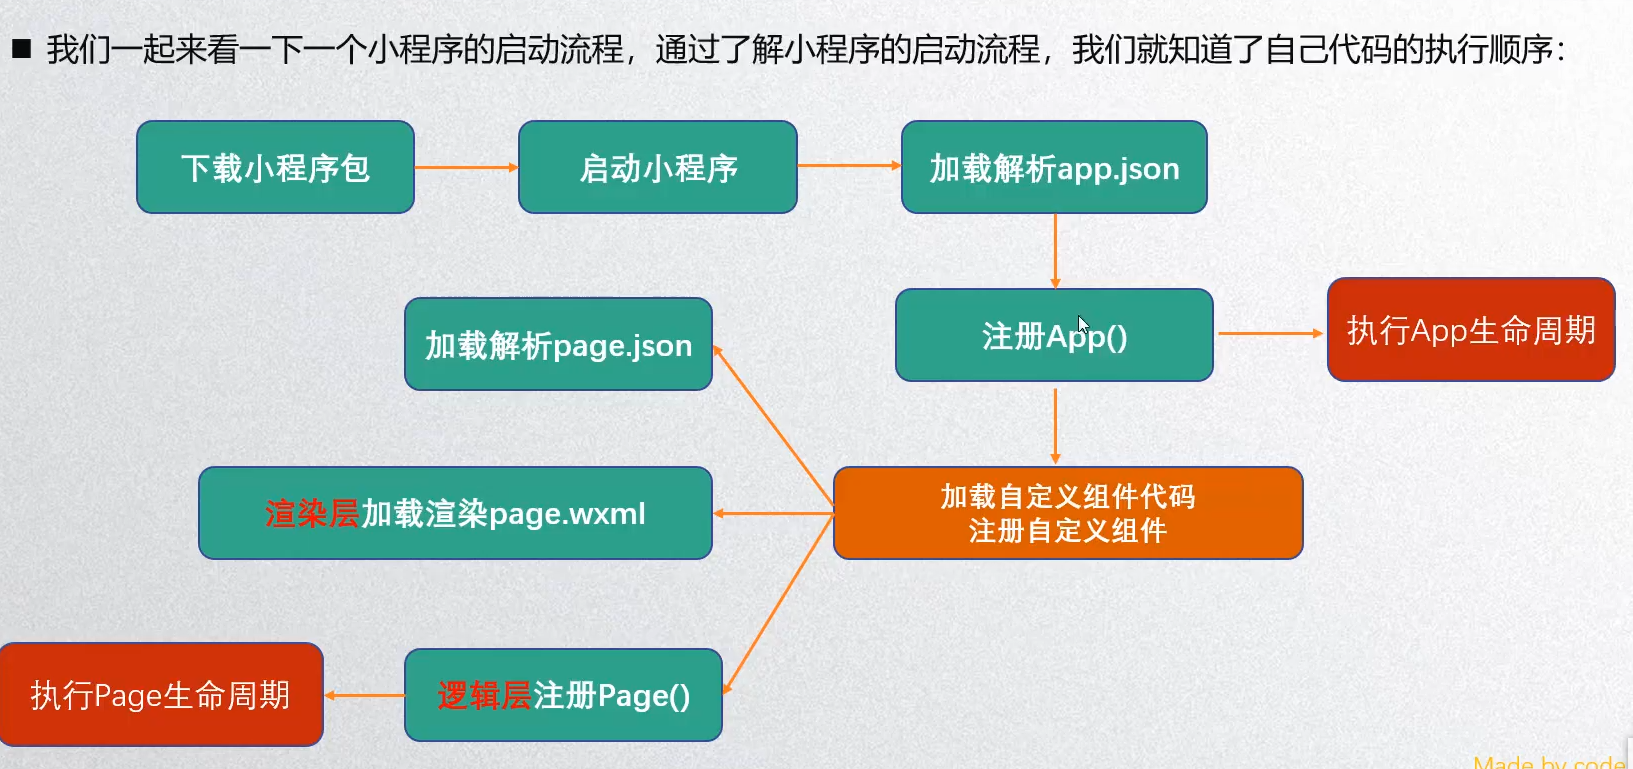 我们一起来看一下一个小程序的启动流程，通过了解小程序的启动流程，我们就知道了自己代码的执行顺序：
下载小程序包
启动小程序
加载解析app.json
注册App()
执行App生命周期
加载解析page.json
加载自定义组件代码
注册自定义组件
渲染层加载渲染page.wxml
逻辑层注册Page()
执行Page生命周期
Made by code